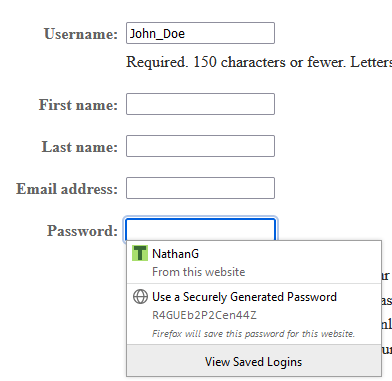 Username: John_Doe
Required. 150 characters or fewer. Letters
First name:
Last name:
Email address:
Password:
NathanG
From this website
Use a Securely Generated Password
R4GUEb2P2Cen44Z
Firefox will save this password for this website.
View Saved Logins